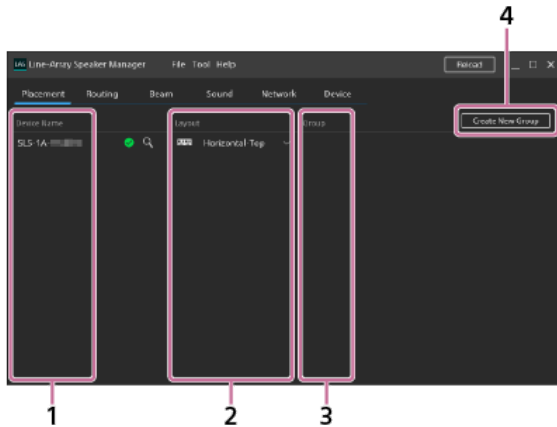 4
LAS Line-Array Speaker Manager File Tool Help Reload
Placement Routing Beam Sound Network Device
Device Name Layout Group Create New Group
SLS-1A- Horizontal-Top
1 2 3